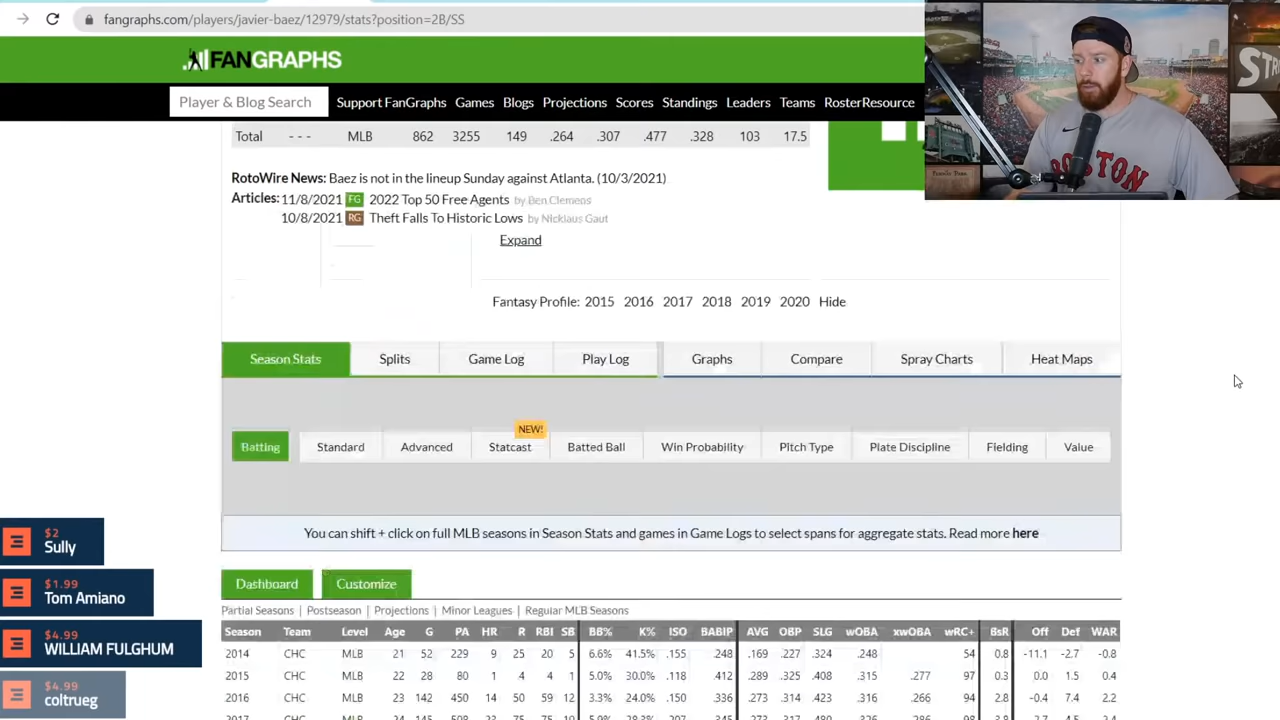 fangraphs.com/players/javier-baez/12979/stats?position=2B/SS
FANGRAPHS
Player & Blog Search Support FanGraphs Games Blogs Projections Scores Standings Leaders Teams RosterResource
BOSTON
Total - - - MLB 862 3255 149 .264 .307 .477 .328 103 17.5
RotoWire News: Baez is not in the lineup Sunday against Atlanta. (10/3/2021)
Articles: 11/8/2021 FG 2022 Top 50 Free Agents by Ben Clemens
10/8/2021 RG Theft Falls To Historic Lows by Nicklaus Gaut
Expand
Fantasy Profile: 2015 2016 2017 2018 2019 2020 Hide
Season Stats Splits Game Log Play Log Graphs Compare Spray Charts Heat Maps
NEW!
Batting Standard Advanced Statcast Batted Ball Win Probability Pitch Type Plate Discipline Fielding Value
You can shift + click on full MLB seasons in Season Stats and games in Game Logs to select spans for aggregate stats. Read more here
$2
Sully
$1.99
Tom Amiano
$4.99
WILLIAM FULGHUM
$4.99
coltrueg
Dashboard Customize
Partial Seasons | Postseason | Projections | Minor Leagues | Regular MLB Seasons
Season Team Level Age G PA HR R RBI SB BB% K% ISO BABIP AVG OBP SLG wOBA xwOBA wRC+ BsR Off Def WAR
2014 CHC MLB 21 52 229 9 25 20 5 6.6% 41.5% .155 .248 .169 .227 .324 .248 54 0.8 -11.1 -2.7 -0.8
2015 CHC MLB 22 28 80 1 4 4 1 5.0% 30.0% .118 .412 .289 .325 .408 .315 .277 97 0.3 0.0 1.5 0.4
2016 CHC MLB 23 142 450 14 50 59 12 3.3% 24.0% .150 .336 .273 .314 .423 .316 .266 94 2.8 -0.4 7.4 2.2